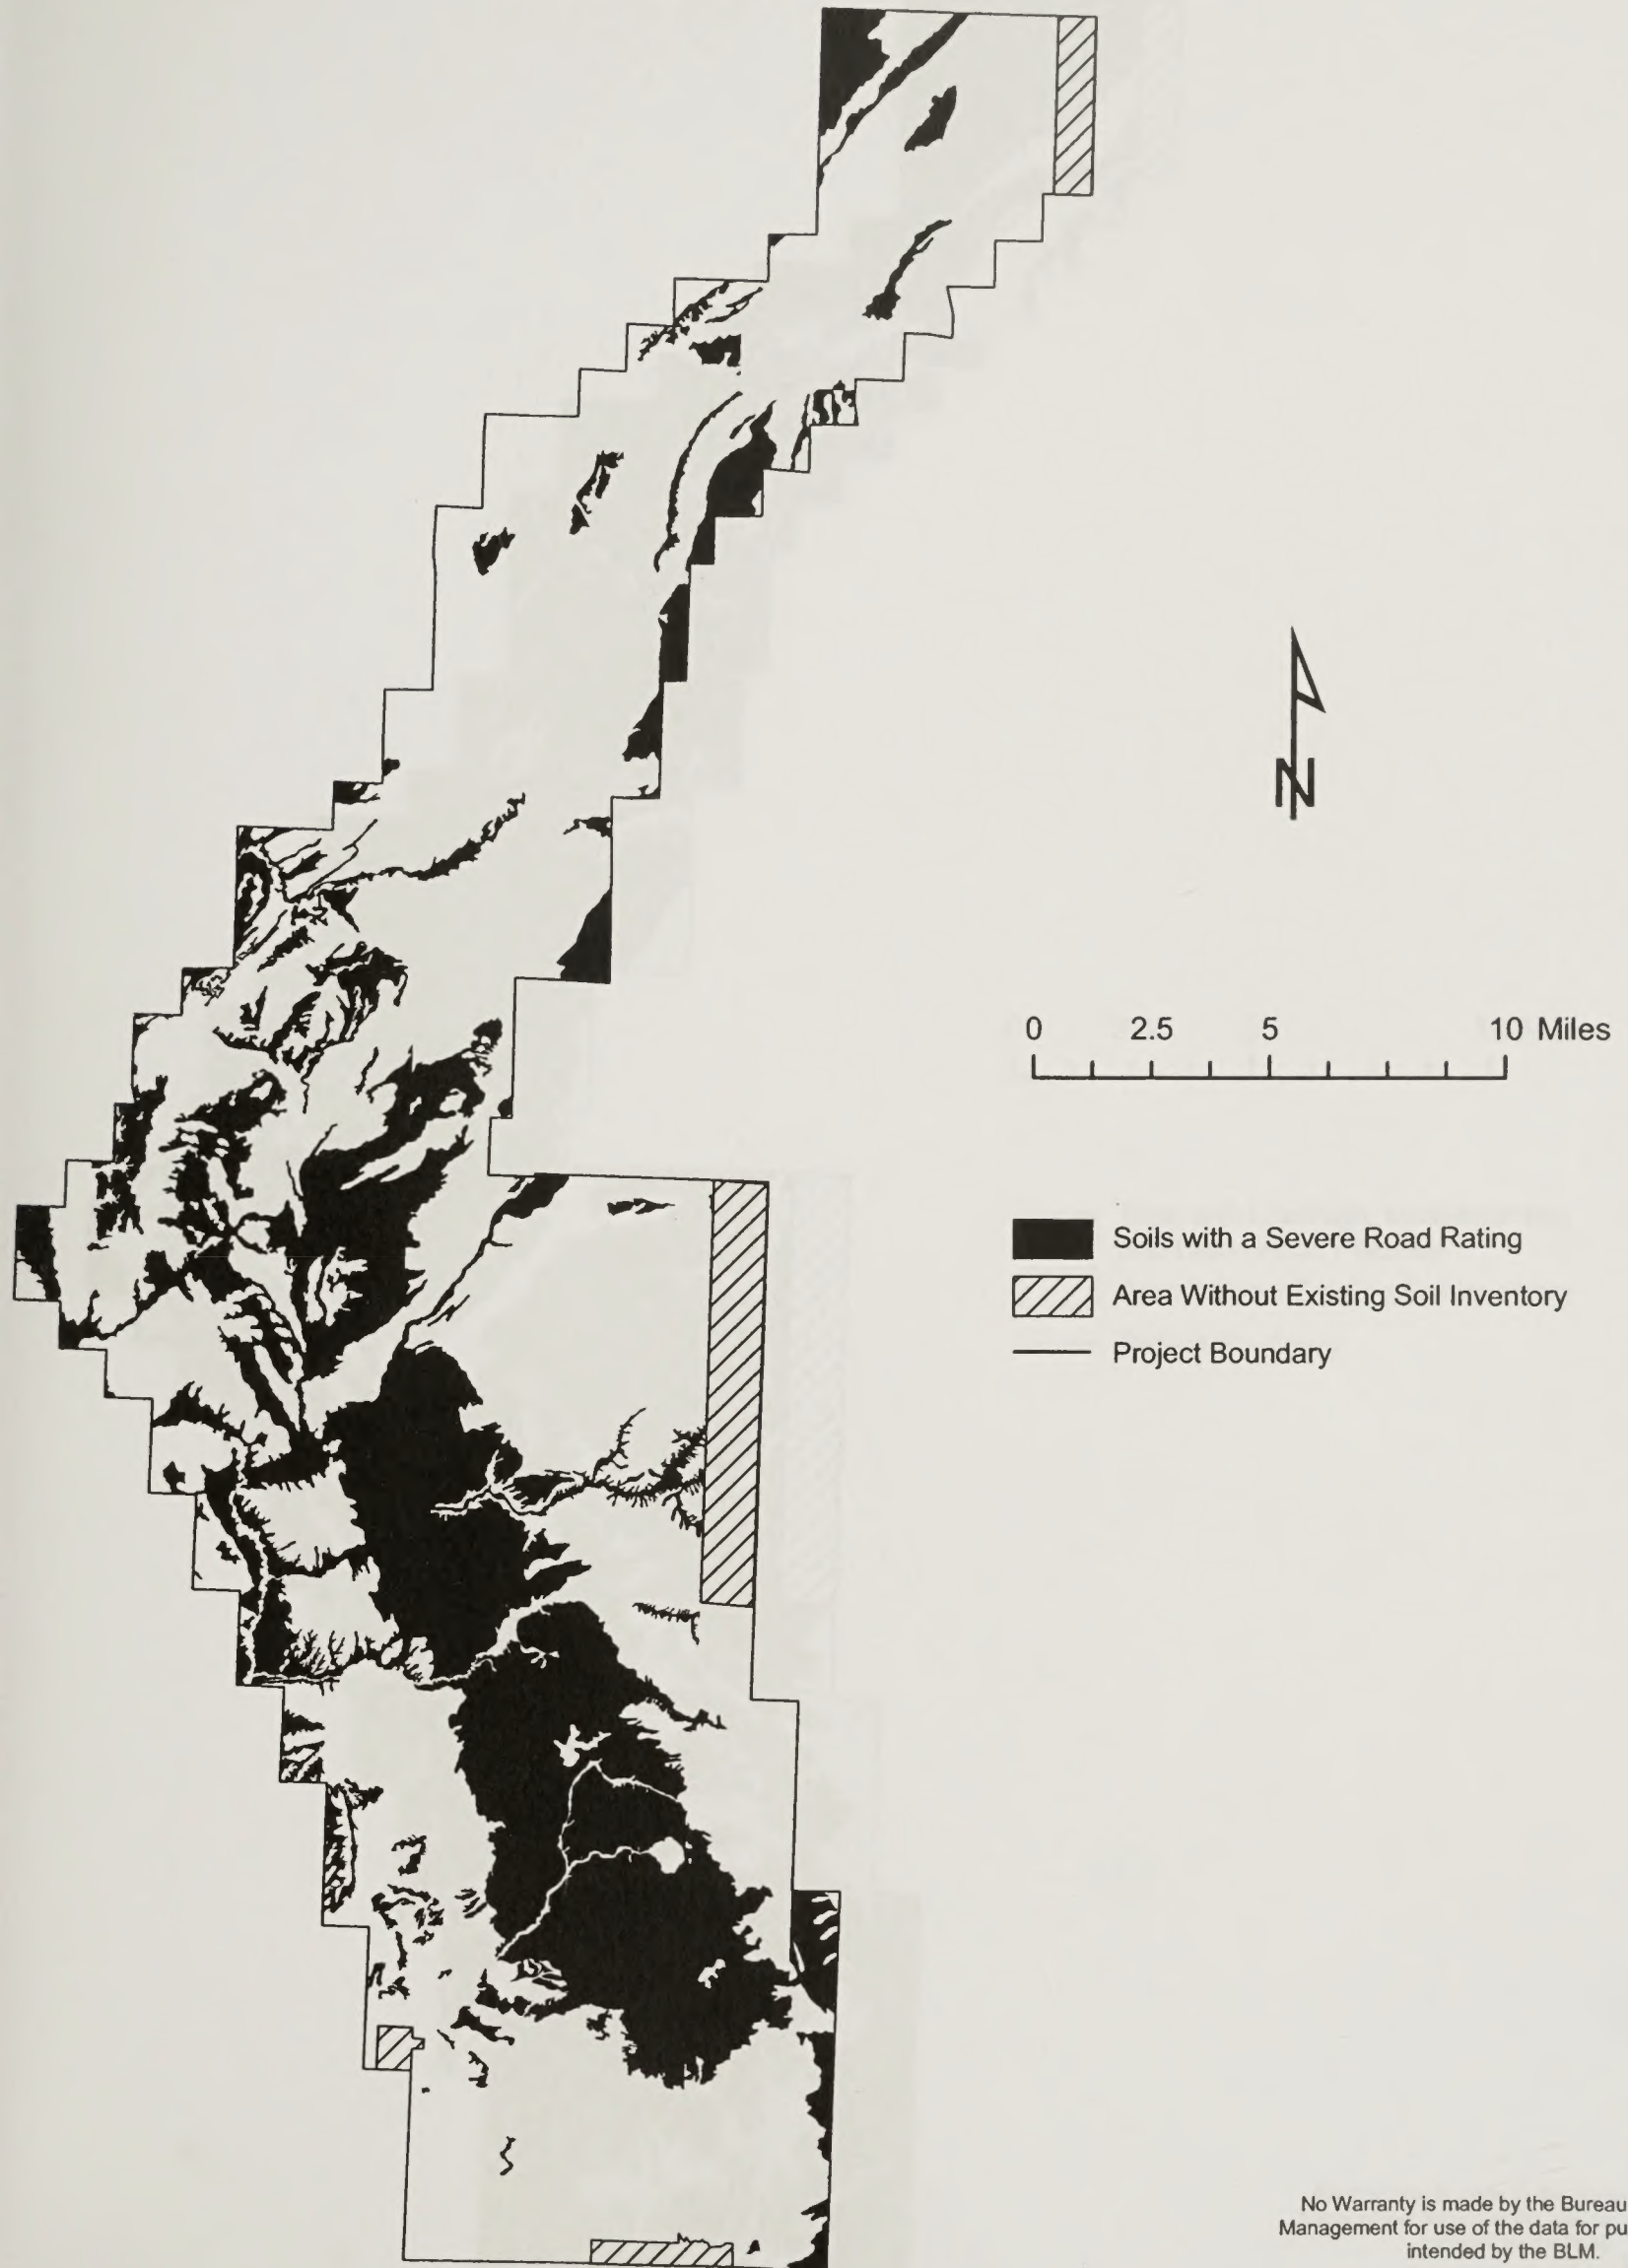 N
0 2.5 5 10 Miles
Soils with a Severe Road Rating
Area Without Existing Soil Inventory
Project Boundary
No Warranty is made by the Bureau
Management for use of the data for pu
intended by the BLM.